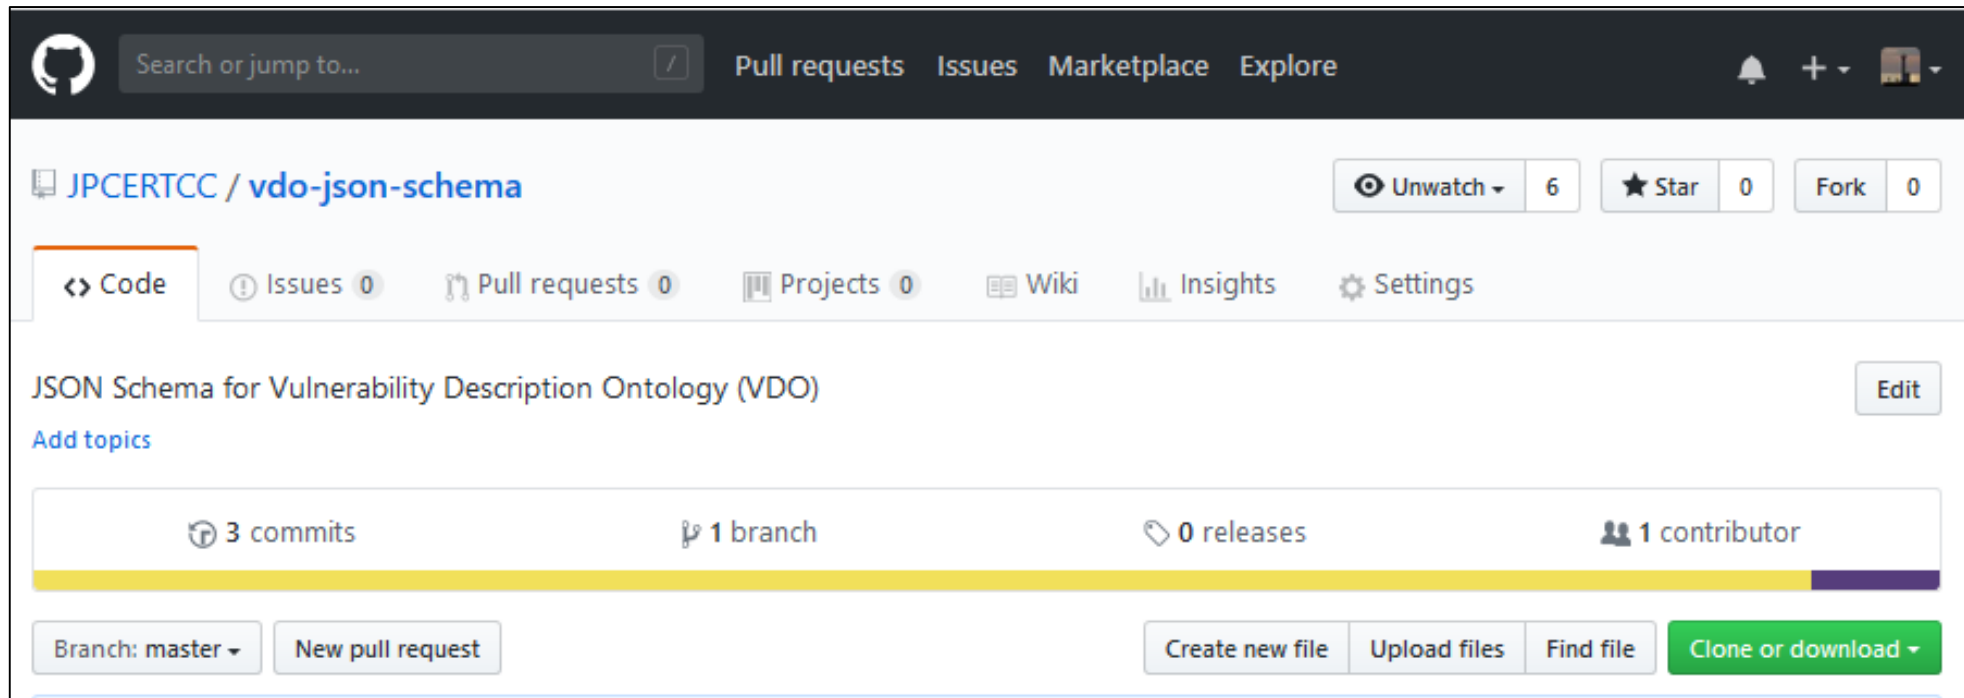 Search or jump to... / Pull requests Issues Marketplace Explore
JPCERTCC / vdo-json-schema Unwatch 6 Star 0 Fork 0
Code Issues 0 Pull requests 0 Projects 0 Wiki Insights Settings
JSON Schema for Vulnerability Description Ontology (VDO) Edit
Add topics
3 commits 1 branch 0 releases 1 contributor
Branch: master New pull request Create new file Upload files Find file Clone or download